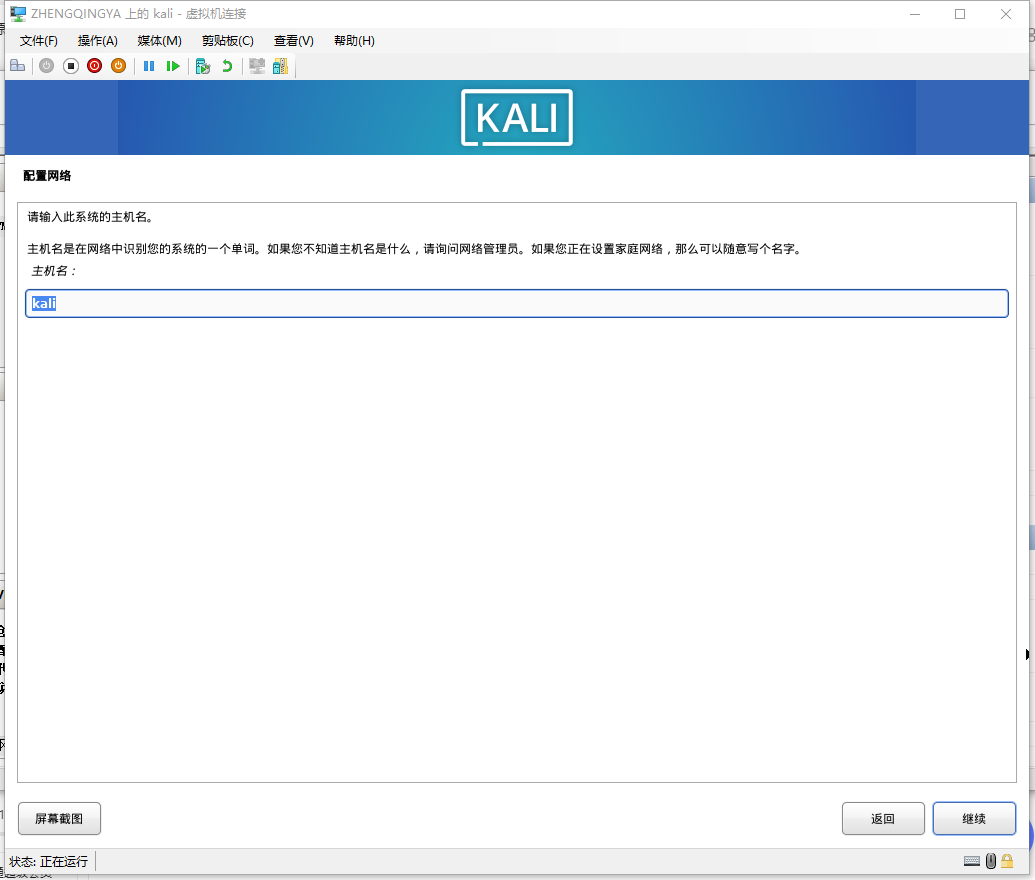 ZHENGQINGYA 上的 kali - 虚拟机连接
文件(F) 操作(A) 媒体(M) 剪贴板(C) 查看(V) 帮助(H)
KALI
配置网络
请输入此系统的主机名。
主机名是在网络中识别您的系统的一个单词。如果您不知道主机名是什么，请询问网络管理员。如果您正在设置家庭网络，那么可以随意写个名字。
主机名：
kali
屏幕截图 返回 继续
状态: 正在运行